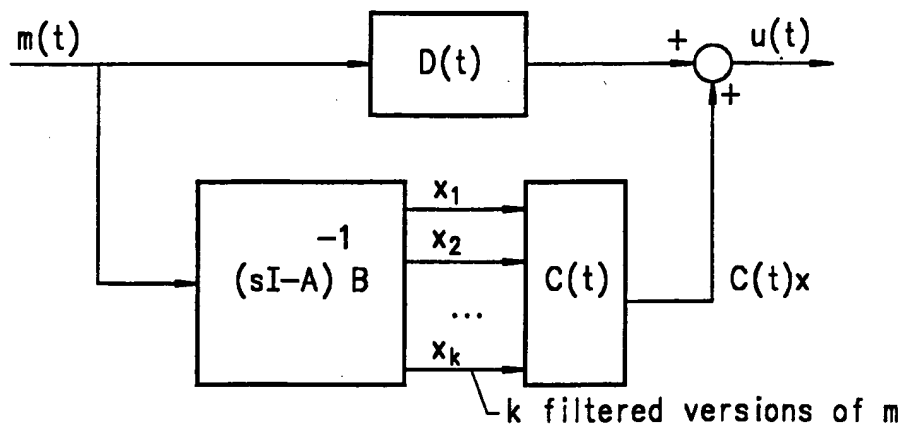 m(t)
D(t)
+
u(t)
+
x₁
x₂
...
xₖ
(sI-A)⁻¹ B
C(t)
C(t)x
k filtered versions of m